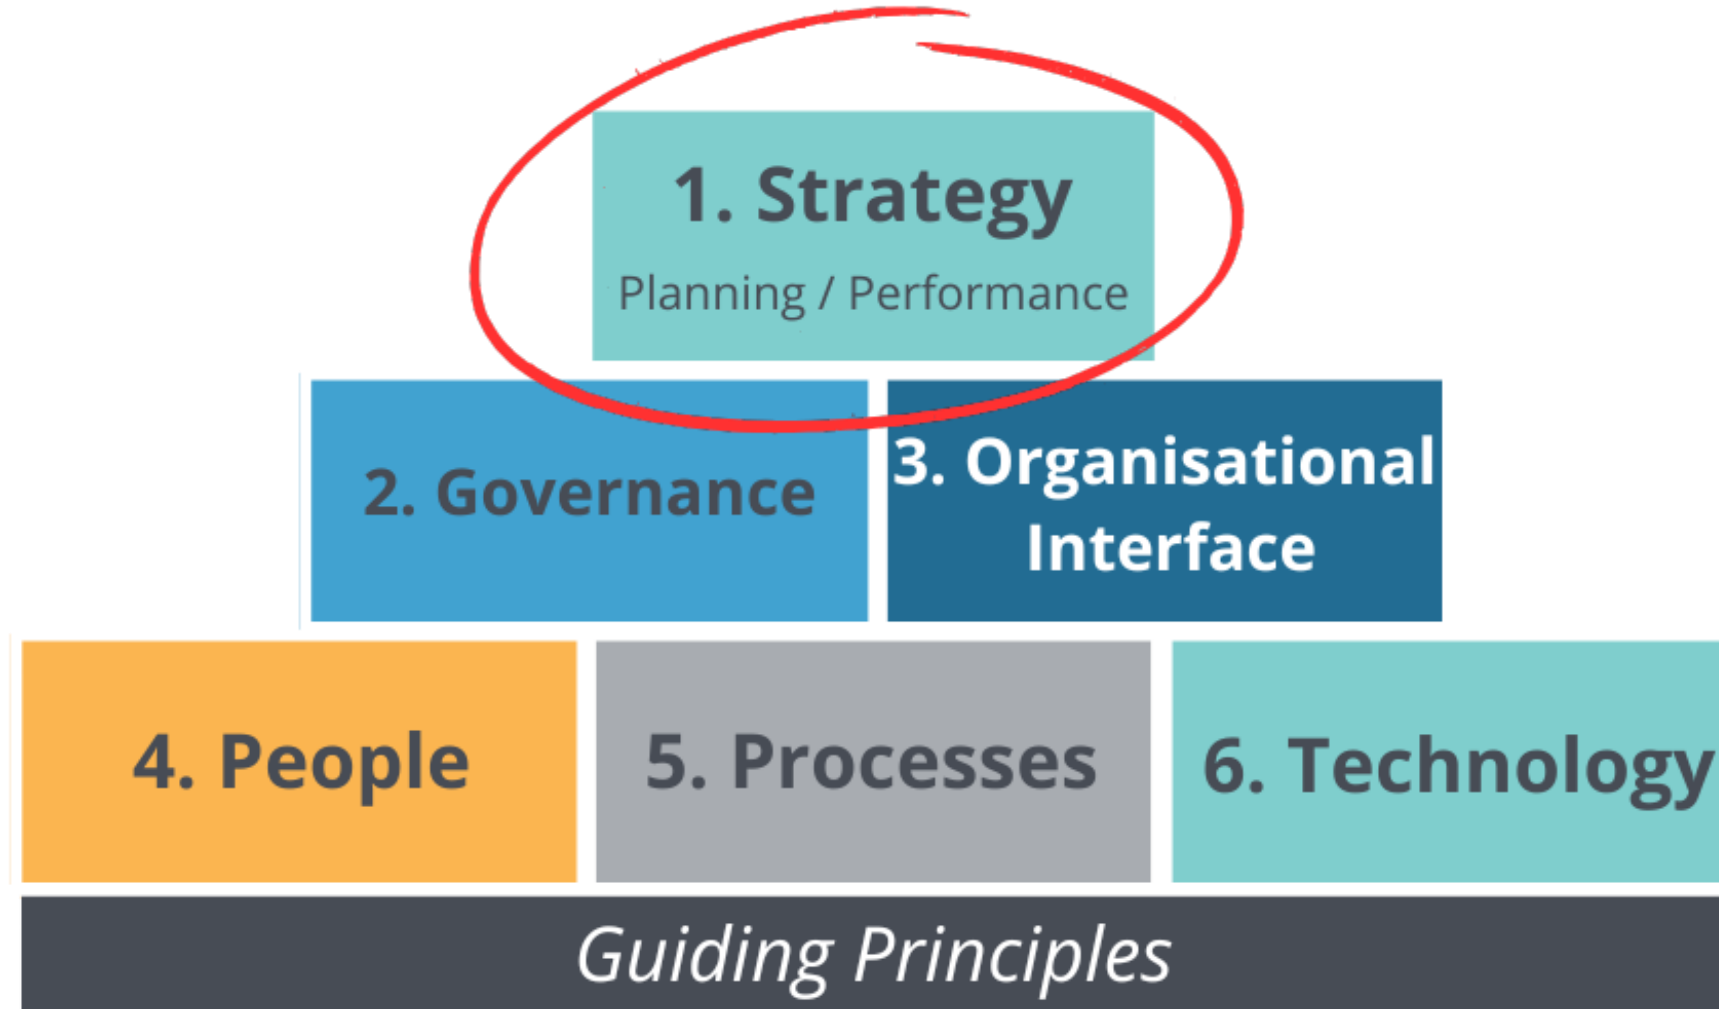 1. Strategy
Planning / Performance
2. Governance
3. Organisational
Interface
4. People
5. Processes
6. Technology
Guiding Principles